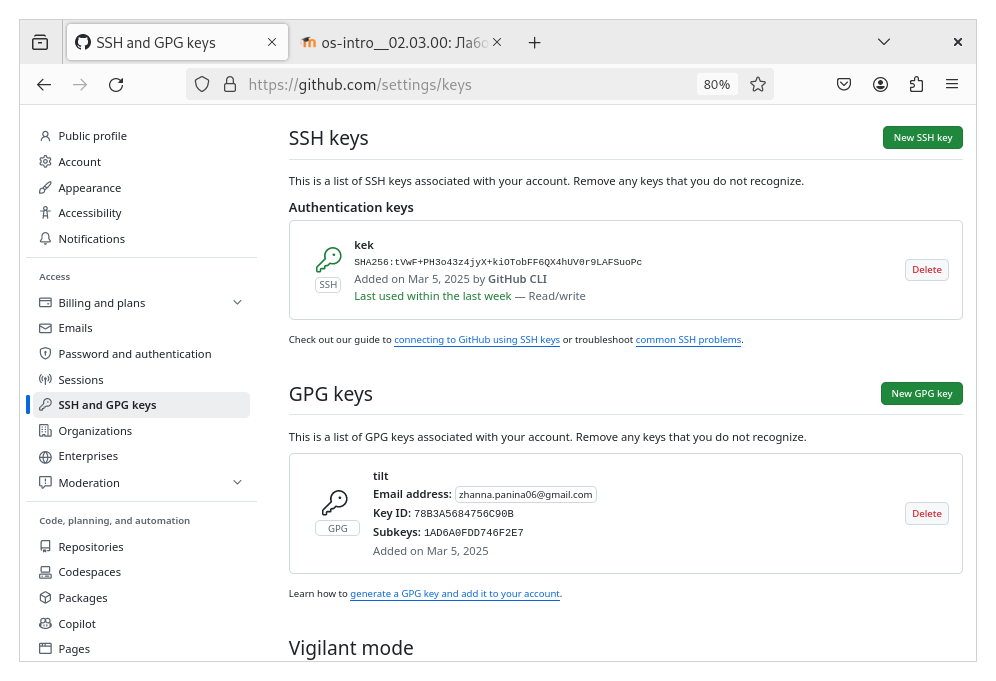 SSH and GPG keys
os-intro__02.03.00: Лабо
https://github.com/settings/keys
80%
Public profile
Account
Appearance
Accessibility
Notifications
Access
Billing and plans
Emails
Password and authentication
Sessions
SSH and GPG keys
Organizations
Enterprises
Moderation
Code, planning, and automation
Repositories
Codespaces
Packages
Copilot
Pages
SSH keys
New SSH key
This is a list of SSH keys associated with your account. Remove any keys that you do not recognize.
Authentication keys
kek
SHA256:tVwF+PH3o43z4jyX+kiOTobFF6QX4hUV0r9LAFSuoPc
SSH
Added on Mar 5, 2025 by GitHub CLI
Last used within the last week — Read/write
Delete
Check out our guide to connecting to GitHub using SSH keys or troubleshoot common SSH problems.
GPG keys
New GPG key
This is a list of GPG keys associated with your account. Remove any keys that you do not recognize.
tilt
Email address: zhanna.panina06@gmail.com
Key ID: 78B3A5684756C90B
GPG
Subkeys: 1AD6A0FDD746F2E7
Added on Mar 5, 2025
Delete
Learn how to generate a GPG key and add it to your account.
Vigilant mode